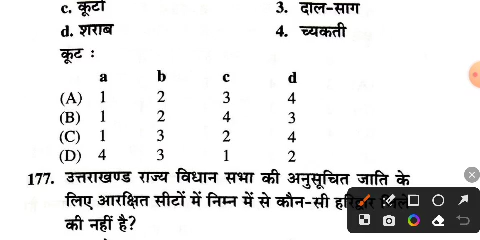 c. कूटो 3. दाल-साग
d. शराब 4. च्यकती
कूट :
a b c d
(A) 1 2 3 4
(B) 1 2 4 3
(C) 1 3 2 4
(D) 4 3 1 2
177. उत्तराखण्ड राज्य विधान सभा की अनुसूचित जाति के
लिए आरक्षित सीटों में निम्न में से कौन-सी
की नहीं है?